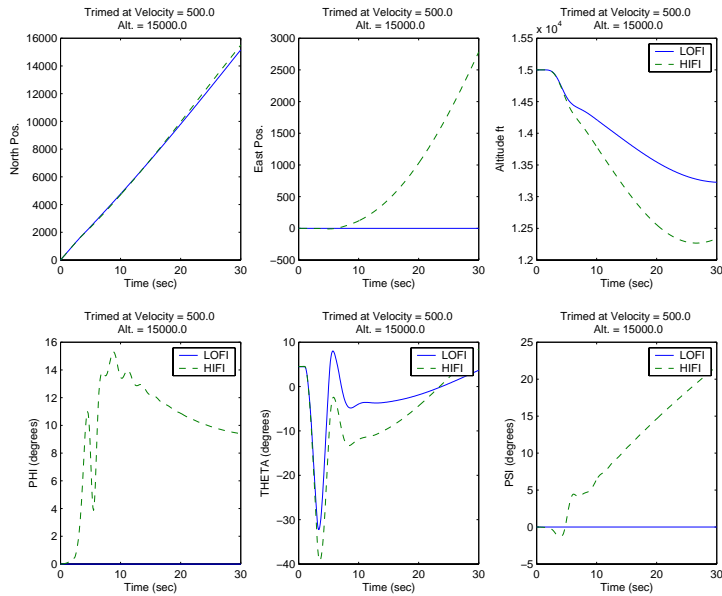 Trimed at Velocity = 500.0
Alt. = 15000.0
North Pos.
16000
14000
12000
10000
8000
6000
4000
2000
0
0 10 20 30
Time (sec)
Trimed at Velocity = 500.0
Alt. = 15000.0
East Pos.
3000
2500
2000
1500
1000
500
0
−500
0 10 20 30
Time (sec)
Trimed at Velocity = 500.0
Alt. = 15000.0
x 10^4
Altitude ft
1.55
1.5
1.45
1.4
1.35
1.3
1.25
1.2
0 10 20 30
Time (sec)
LOFI
HIFI
Trimed at Velocity = 500.0
Alt. = 15000.0
PHI (degrees)
16
14
12
10
8
6
4
2
0
0 10 20 30
Time (sec)
LOFI
HIFI
Trimed at Velocity = 500.0
Alt. = 15000.0
THETA (degrees)
10
0
−10
−20
−30
−40
0 10 20 30
Time (sec)
LOFI
HIFI
Trimed at Velocity = 500.0
Alt. = 15000.0
PSI (degrees)
25
20
15
10
5
0
−5
0 10 20 30
Time (sec)
LOFI
HIFI